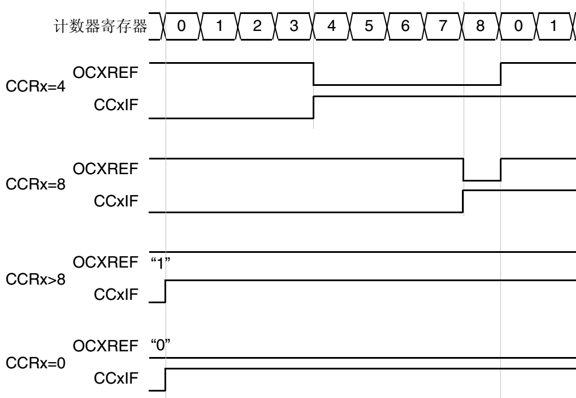 计数器寄存器 0 1 2 3 4 5 6 7 8 0 1
OCXREF
CCRx=4
CCxIF
OCXREF
CCRx=8
CCxIF
OCXREF “1”
CCRx>8
CCxIF
OCXREF “0”
CCRx=0
CCxIF